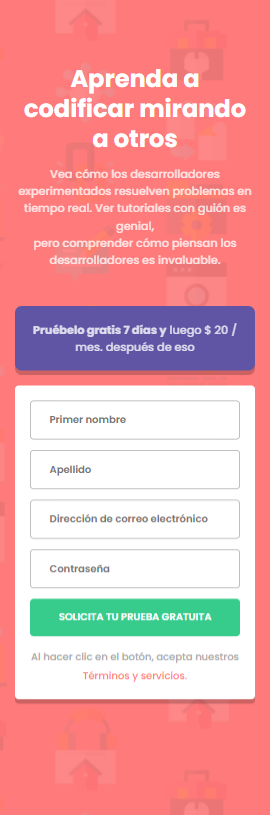 Aprenda a
codificar mirando
a otros
Vea cómo los desarrolladores
experimentados resuelven problemas en
tiempo real. Ver tutoriales con guión es
genial,
pero comprender cómo piensan los
desarrolladores es invaluable.
Pruébelo gratis 7 días y luego $ 20 /
mes. después de eso
Primer nombre
Apellido
Dirección de correo electrónico
Contraseña
SOLICITA TU PRUEBA GRATUITA
Al hacer clic en el botón, acepta nuestros
Términos y servicios.